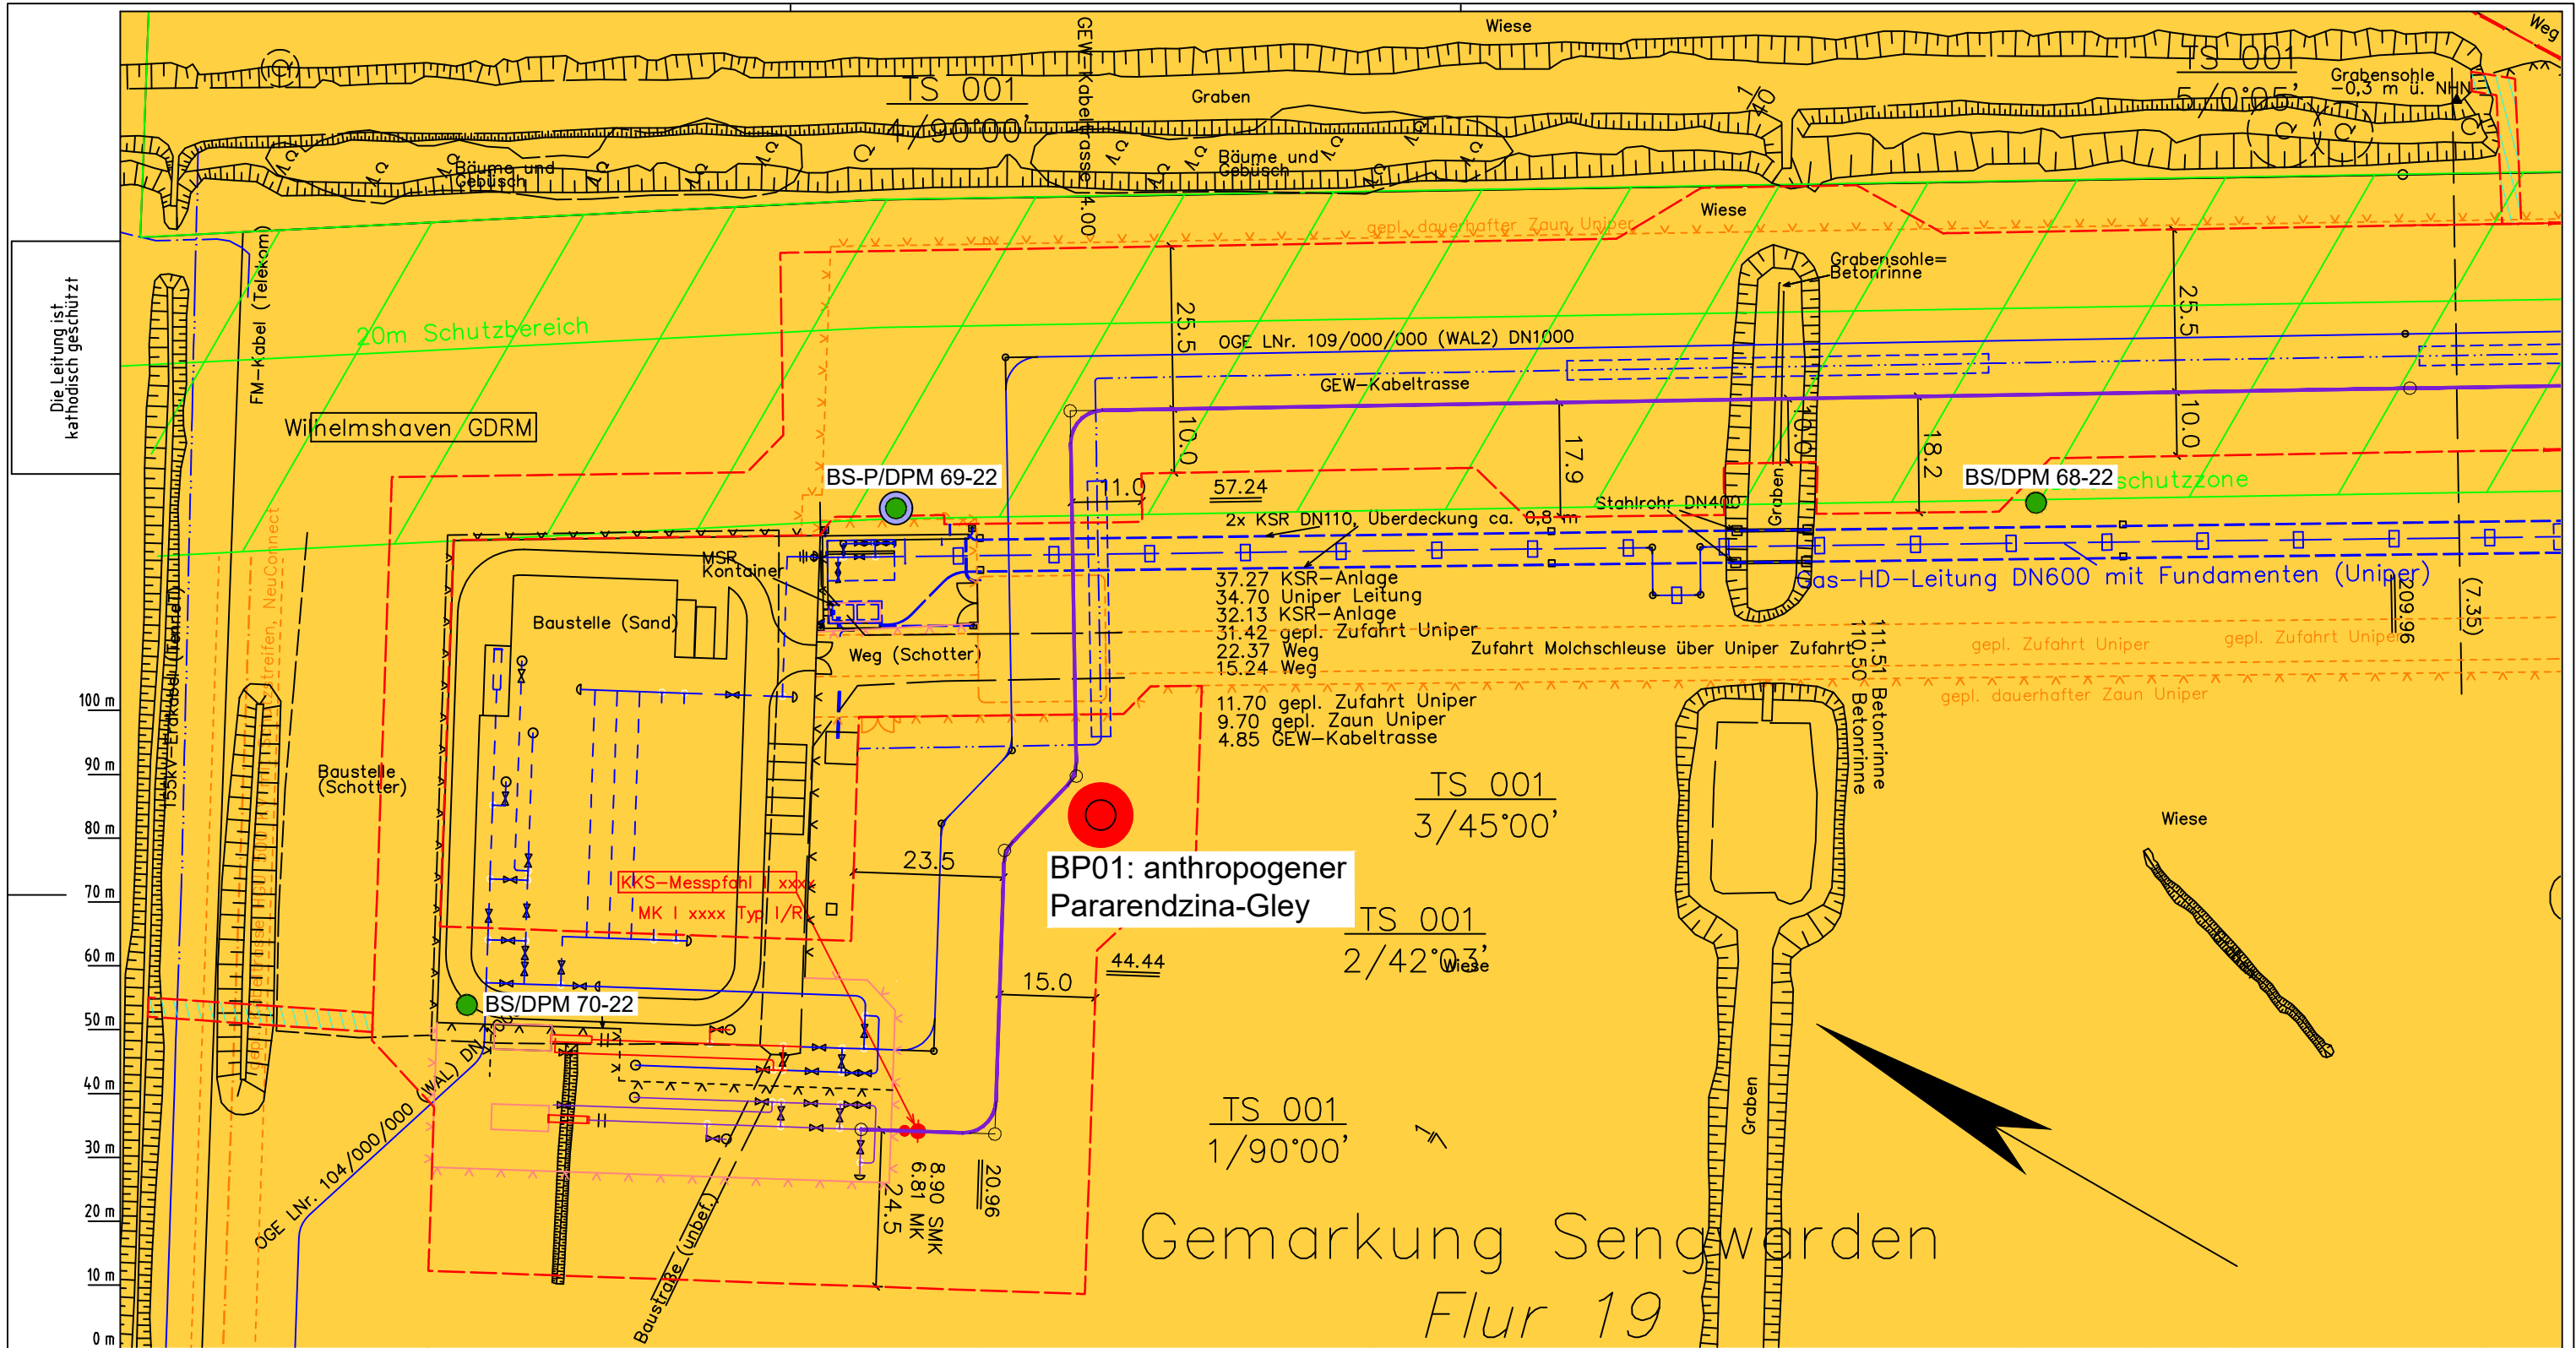 Wiese
Weg
TS 001
4/90°00'
GEW-Kabeltrasse 4.00
Graben
1/40
TS 001
5/0°05'
Grabensohle
-0,3 m ü. NHN
Bäume und
Gebüsch
Bäume und
Gebüsch
Wiese
gepl. dauerhafter Zaun Uniper
Die Leitung ist
kathodisch geschützt
FM-Kabel (Telekom)
20m Schutzbereich
Grabensohle=
Betonrinne
25.5
25.5
OGE LNr. 109/000/000 (WAL2) DN1000
GEW-Kabeltrasse
Wilhelmshaven GDRM
10.0
17.9
10.0
18.2
10.0
BS-P/DPM 69-22
BS/DPM 68-22
schutzzone
11.0
57.24
Stahlrohr DN400
Graben
2x KSR DN110, Überdeckung ca. 0,8 m
MSR
Kontainer
37.27 KSR-Anlage
34.70 Uniper Leitung
32.13 KSR-Anlage
31.42 gepl. Zufahrt Uniper
22.37 Weg
15.24 Weg
11.70 gepl. Zufahrt Uniper
9.70 gepl. Zaun Uniper
4.85 GEW-Kabeltrasse
Gas-HD-Leitung DN600 mit Fundamenten (Uniper)
209.96
(7.35)
Baustelle (Sand)
Weg (Schotter)
Zufahrt Molchschleuse über Uniper Zufahrt
gepl. Zufahrt Uniper
gepl. Zufahrt Uniper
gepl. dauerhafter Zaun Uniper
111.51 Betonrinne
110.50 Betonrinne
155kV-Erdkabel (TenneT)
Baustelle
(Schotter)
100 m
90 m
80 m
70 m
60 m
50 m
40 m
30 m
20 m
10 m
0 m
TS 001
3/45°00'
Wiese
23.5
BP01: anthropogener
Pararendzina-Gley
KKS-Messpfahl xxxx
MK I xxxx Typ I/R
TS 001
2/42°03'
Wiese
44.44
15.0
BS/DPM 70-22
OGE LNr. 104/000/000 (WAL) DN
TS 001
1/90°00'
Graben
8.90 SMK
6.81 MK
20.96
24.5
Baustraße (unbef.)
Gemarkung Sengwarden
Flur 19